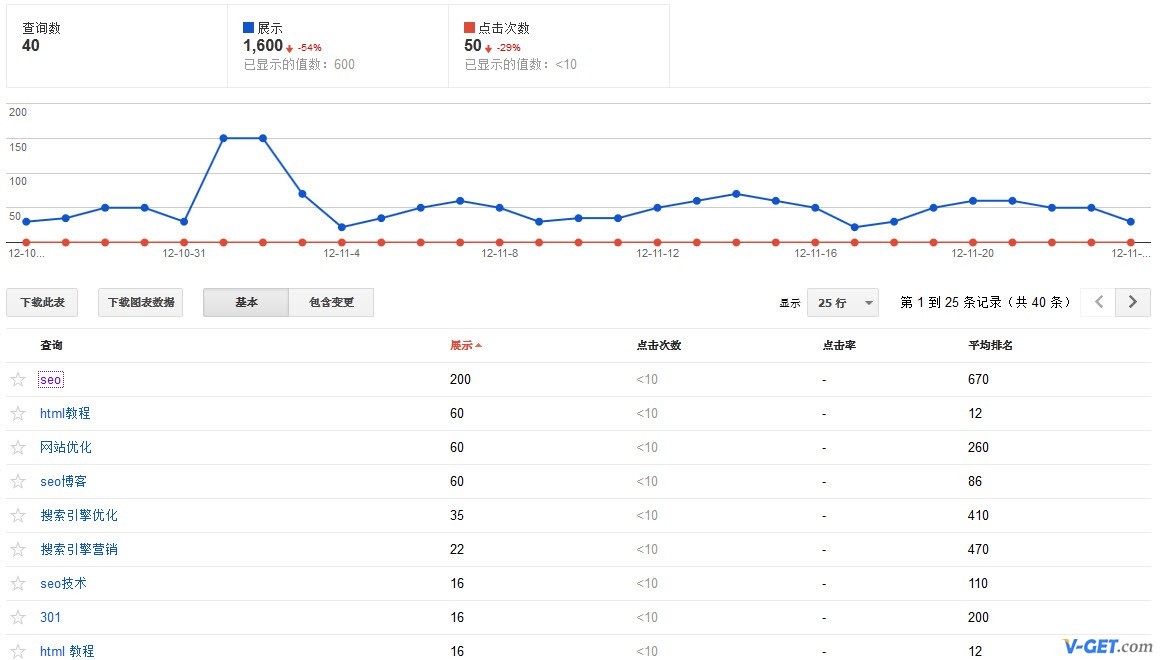 查询数 展示 点击次数
40 1,600 -54% 50 -29%
已显示的值数：600 已显示的值数：<10
200
150
100
50
12-10... 12-10-31 12-11-4 12-11-8 12-11-12 12-11-16 12-11-20 12-11-...
下载此表 下载图表数据 基本 包含变更 显示 25 行 第 1 到 25 条记录（共 40 条）
查询 展示 点击次数 点击率 平均排名
seo 200 <10 - 670
html教程 60 <10 - 12
网站优化 60 <10 - 260
seo博客 60 <10 - 86
搜索引擎优化 35 <10 - 410
搜索引擎营销 22 <10 - 470
seo技术 16 <10 - 110
301 16 <10 - 200
html 教程 16 <10 - 12
V-GET.com